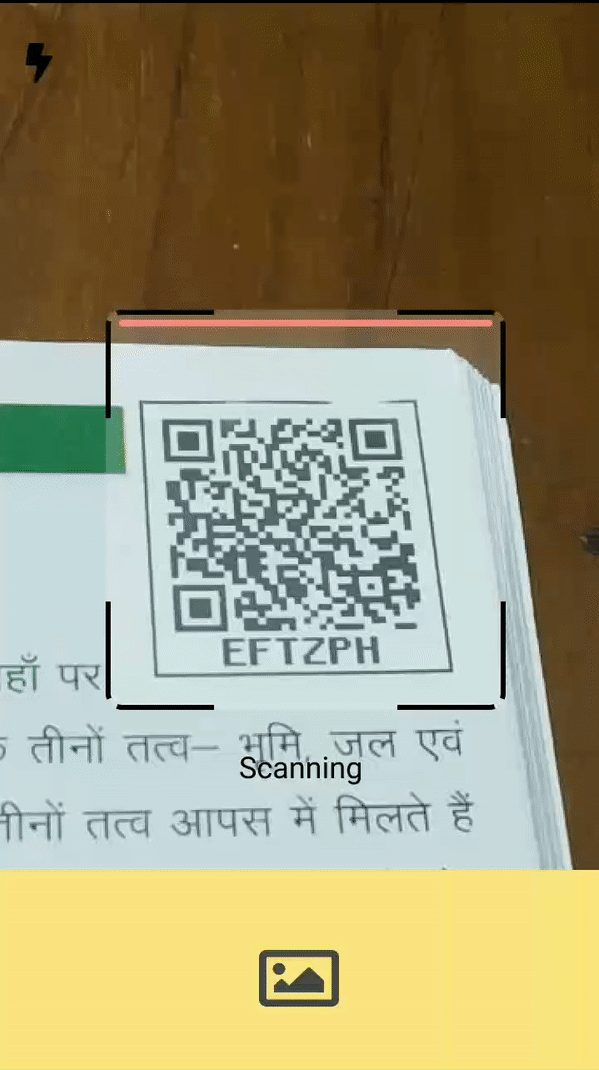 EFTZPH
हाँ पर
तीनों तत्व– भूमि, जल एवं
Scanning
तीनों तत्व आपस में मिलते हैं